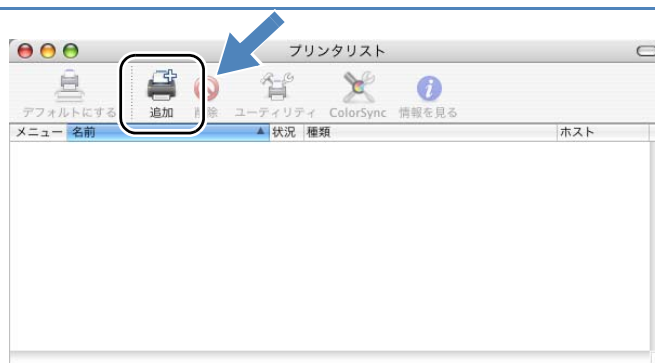 プリンタリスト
デフォルトにする 追加 削除 ユーティリティ ColorSync 情報を見る
メニュー 名前 状況 種類 ホスト